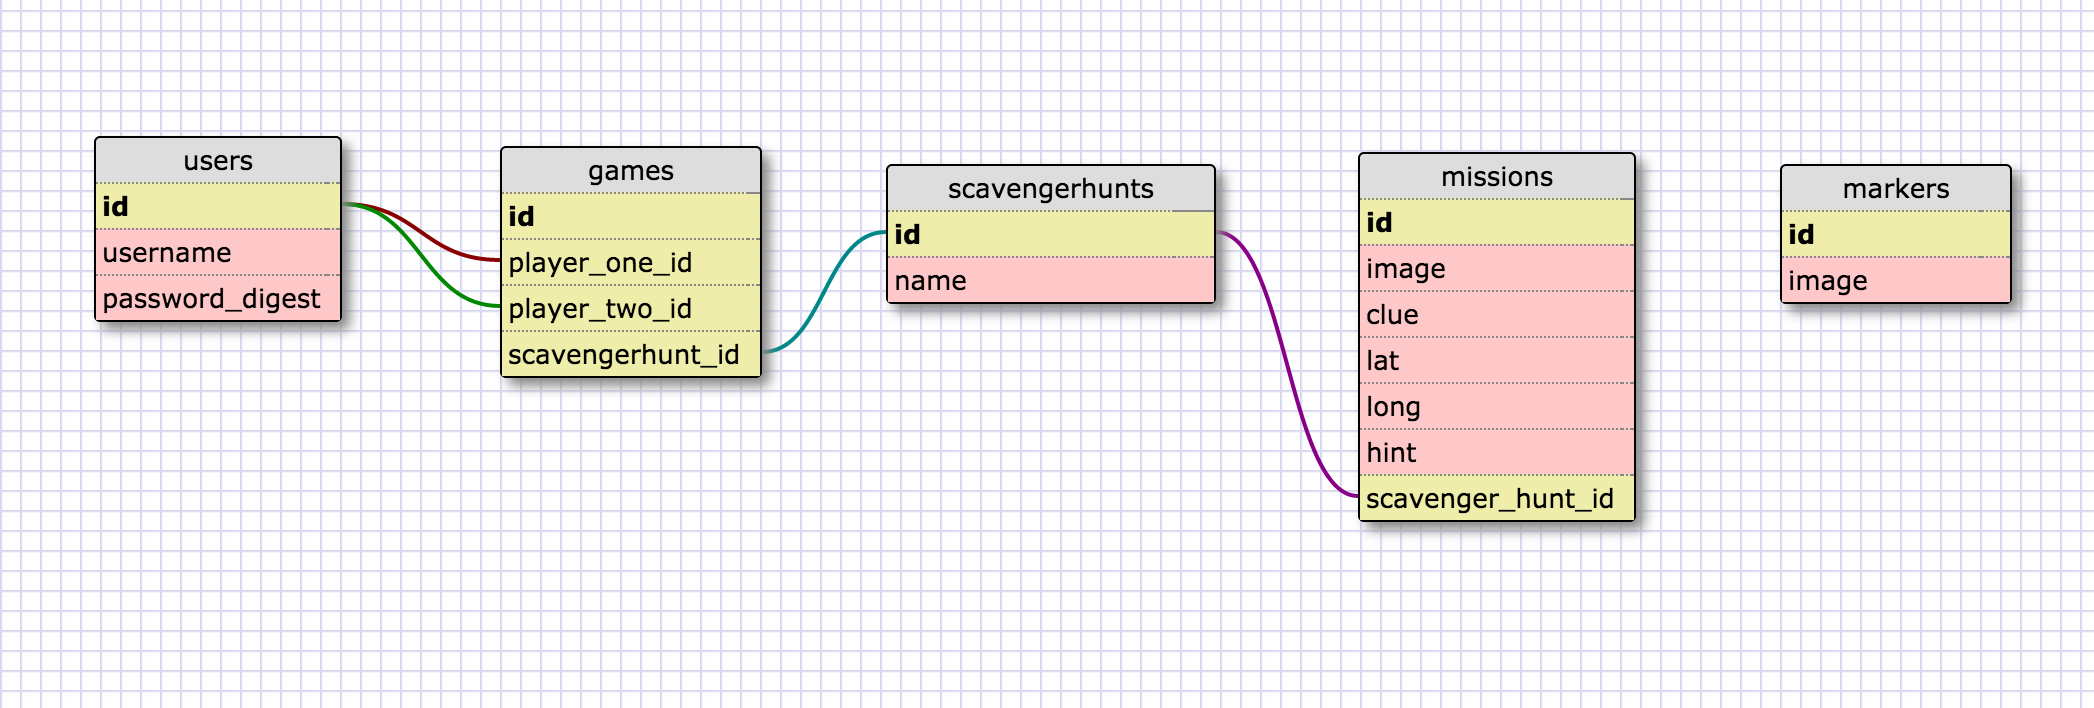 users
id
username
password_digest
games
id
player_one_id
player_two_id
scavengerhunt_id
scavengerhunts
id
name
missions
id
image
clue
lat
long
hint
scavenger_hunt_id
markers
id
image